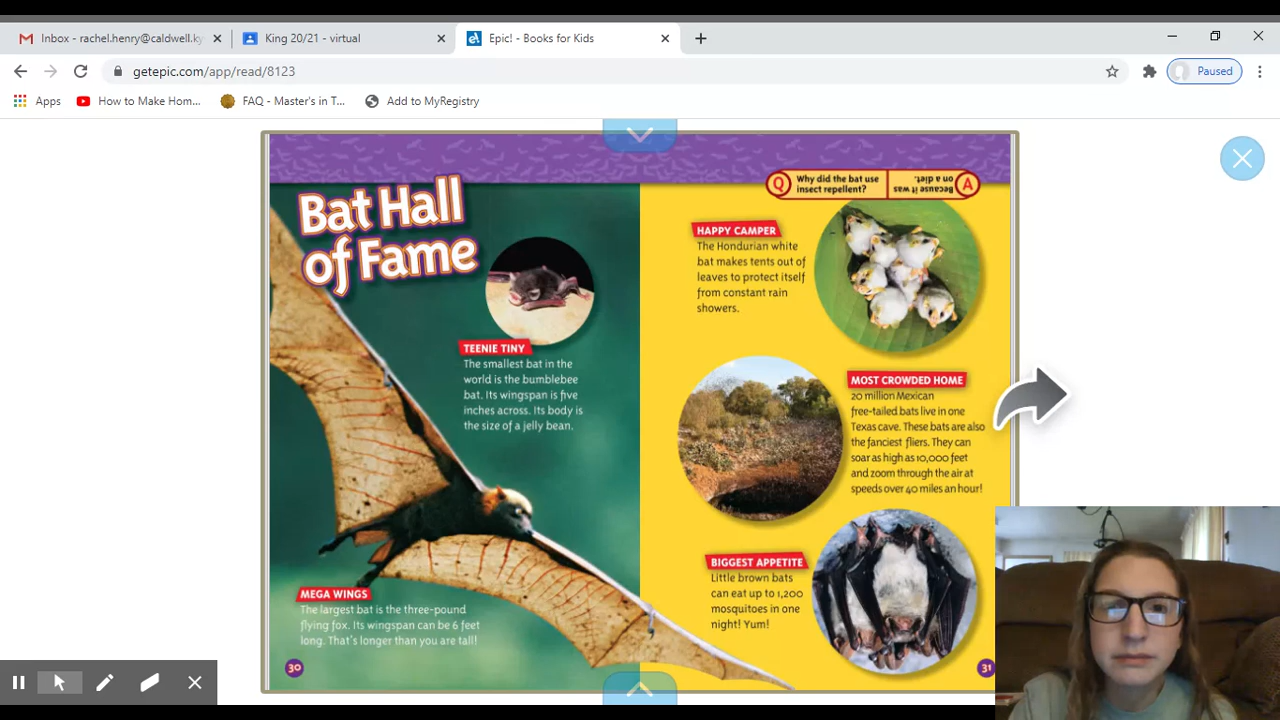 Inbox - rachel.henry@caldwell.ky
King 20/21 - virtual
Epic! - Books for Kids
getepic.com/app/read/8123
Paused
Apps
How to Make Hom...
FAQ - Master's in T...
Add to MyRegistry
Bat Hall
of Fame
TEENIE TINY
The smallest bat in the
world is the bumblebee
bat. Its wingspan is five
inches across. Its body is
the size of a jelly bean.
MEGA WINGS
The largest bat is the three-pound
flying fox. Its wingspan can be 6 feet
long. That's longer than you are tall!
30
Q
Why did the bat use
insect repellent?
A
Because it was
on a diet.
HAPPY CAMPER
The Hondurian white
bat makes tents out of
leaves to protect itself
from constant rain
showers.
MOST CROWDED HOME
20 million Mexican
free-tailed bats live in one
Texas cave. These bats are also
the fanciest fliers. They can
soar as high as 10,000 feet
and zoom through the air at
speeds over 40 miles an hour!
BIGGEST APPETITE
Little brown bats
can eat up to 1,200
mosquitoes in one
night! Yum!
31